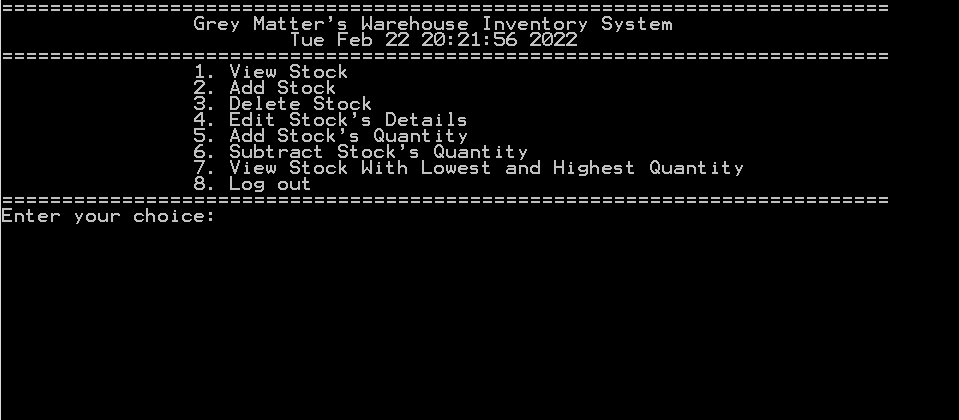 ==========================================================================
Grey Matter's Warehouse Inventory System
Tue Feb 22 20:21:56 2022
==========================================================================
1. View Stock
2. Add Stock
3. Delete Stock
4. Edit Stock's Details
5. Add Stock's Quantity
6. Subtract Stock's Quantity
7. View Stock With Lowest and Highest Quantity
8. Log out
==========================================================================
Enter your choice: